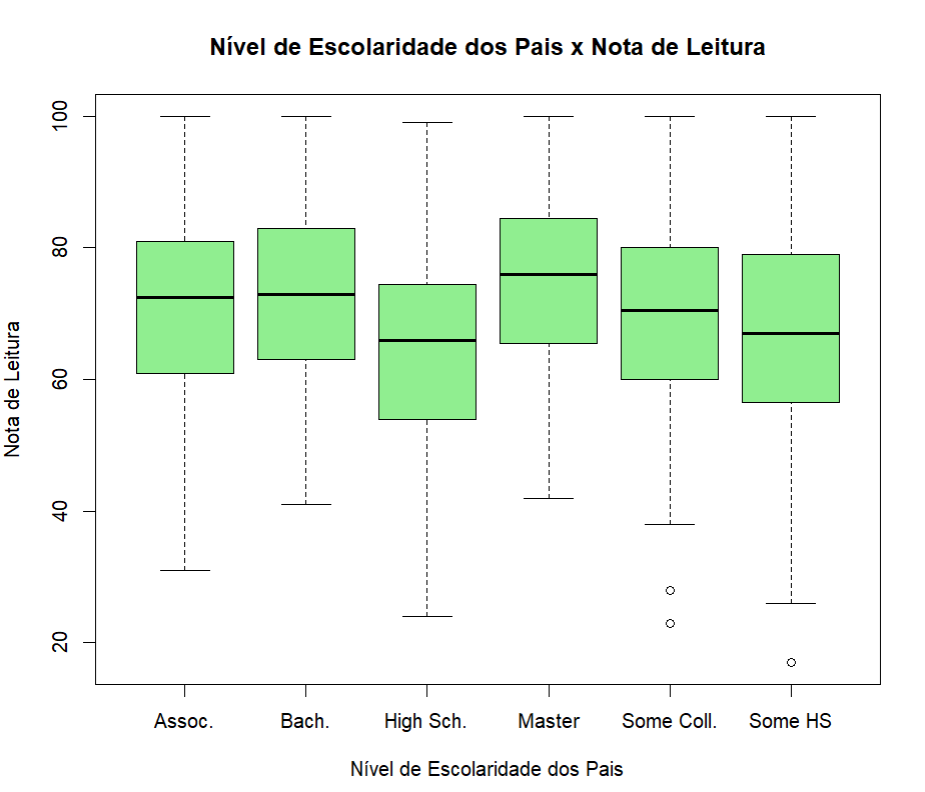 Nível de Escolaridade dos Pais x Nota de Leitura
Nota de Leitura
100
80
60
40
20
Assoc. Bach. High Sch. Master Some Coll. Some HS
Nível de Escolaridade dos Pais